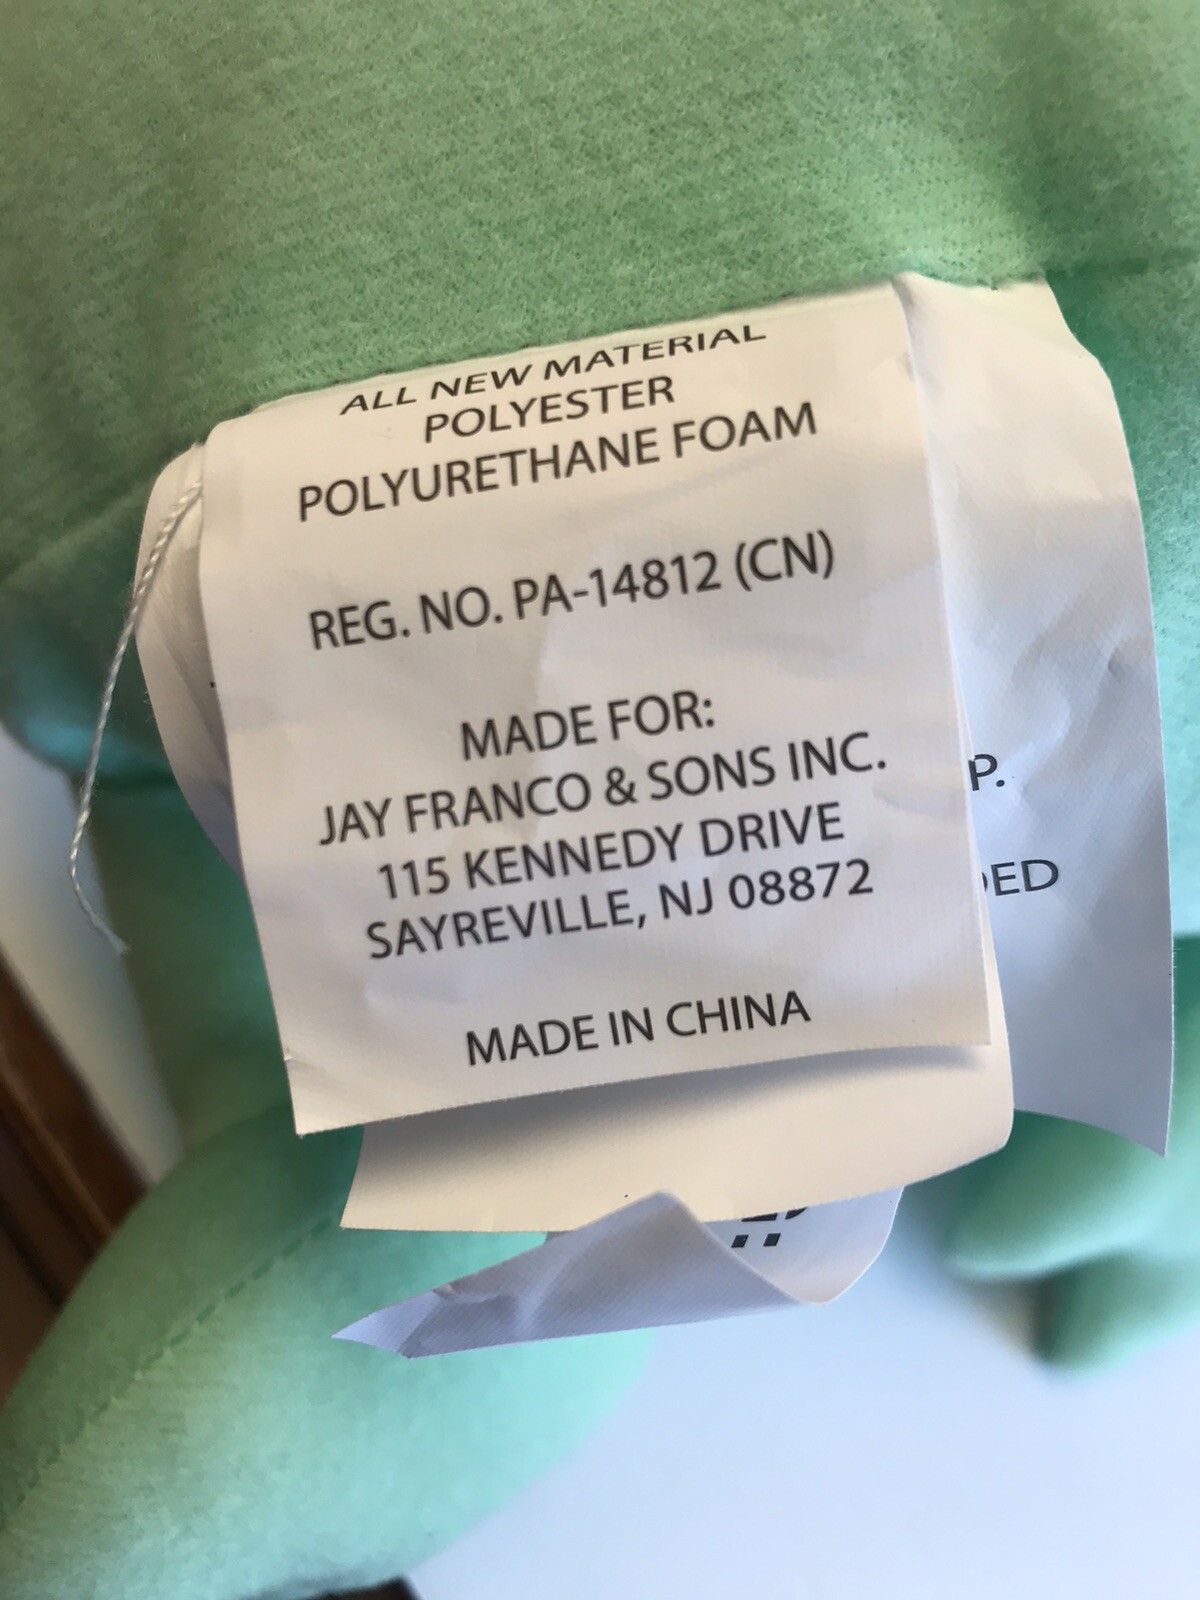 ALL NEW MATERIAL
POLYESTER
POLYURETHANE FOAM
REG. NO. PA-14812 (CN)
MADE FOR:
JAY FRANCO & SONS INC.
115 KENNEDY DRIVE
SAYREVILLE, NJ 08872
MADE IN CHINA
P.
DED